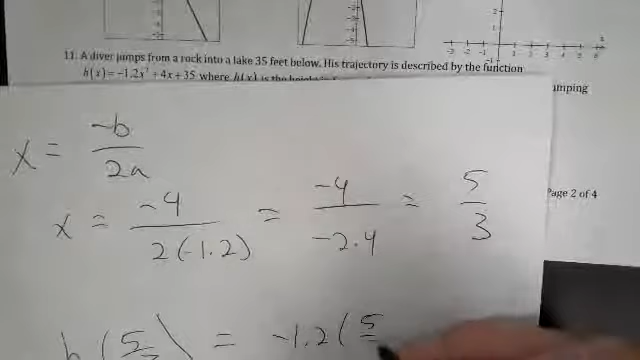 11. A diver jumps from a rock into a lake 35 feet below. His trajectory is described by the function
h(x) = -1.2x² + 4x + 35 where h(x) is the height
umping
Page 2 of 4
x = -b / 2a
x = -4 / 2(-1.2) = -4 / -2.4 = 5 / 3
h(5/3) = -1.2(5